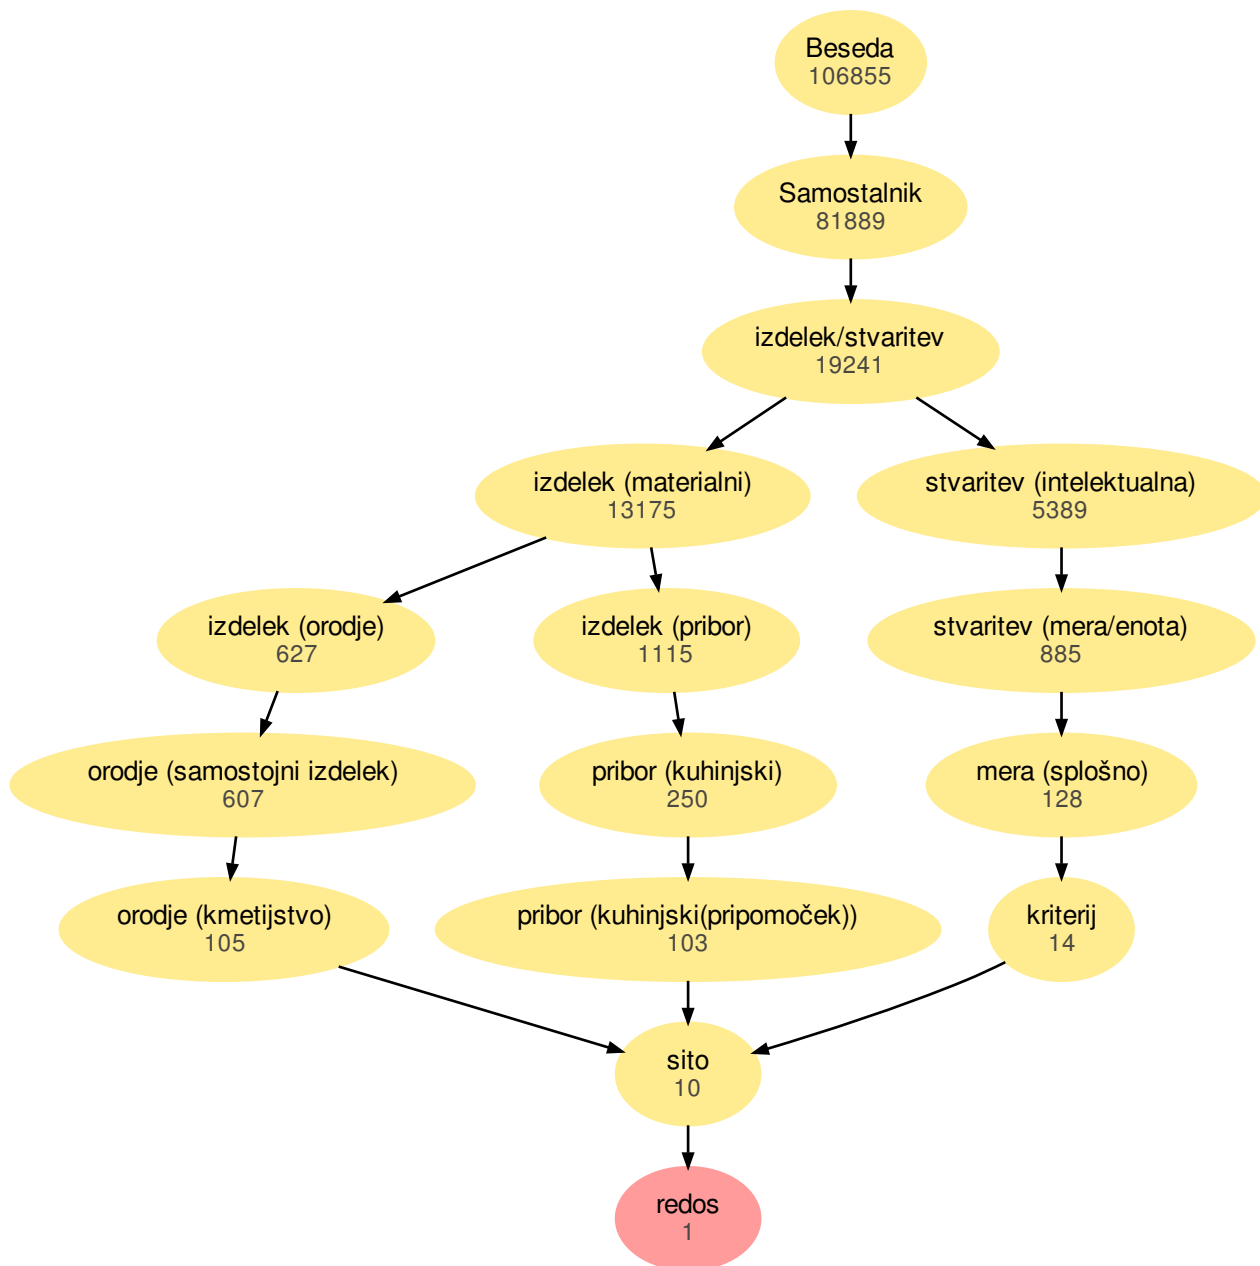 Beseda
106855
Samostalnik
81889
izdelek/stvaritev
19241
izdelek (materialni)
13175
stvaritev (intelektualna)
5389
izdelek (orodje)
627
izdelek (pribor)
1115
stvaritev (mera/enota)
885
orodje (samostojni izdelek)
607
pribor (kuhinjski)
250
mera (splošno)
128
orodje (kmetijstvo)
105
pribor (kuhinjski(pripomoček))
103
kriterij
14
sito
10
redos
1